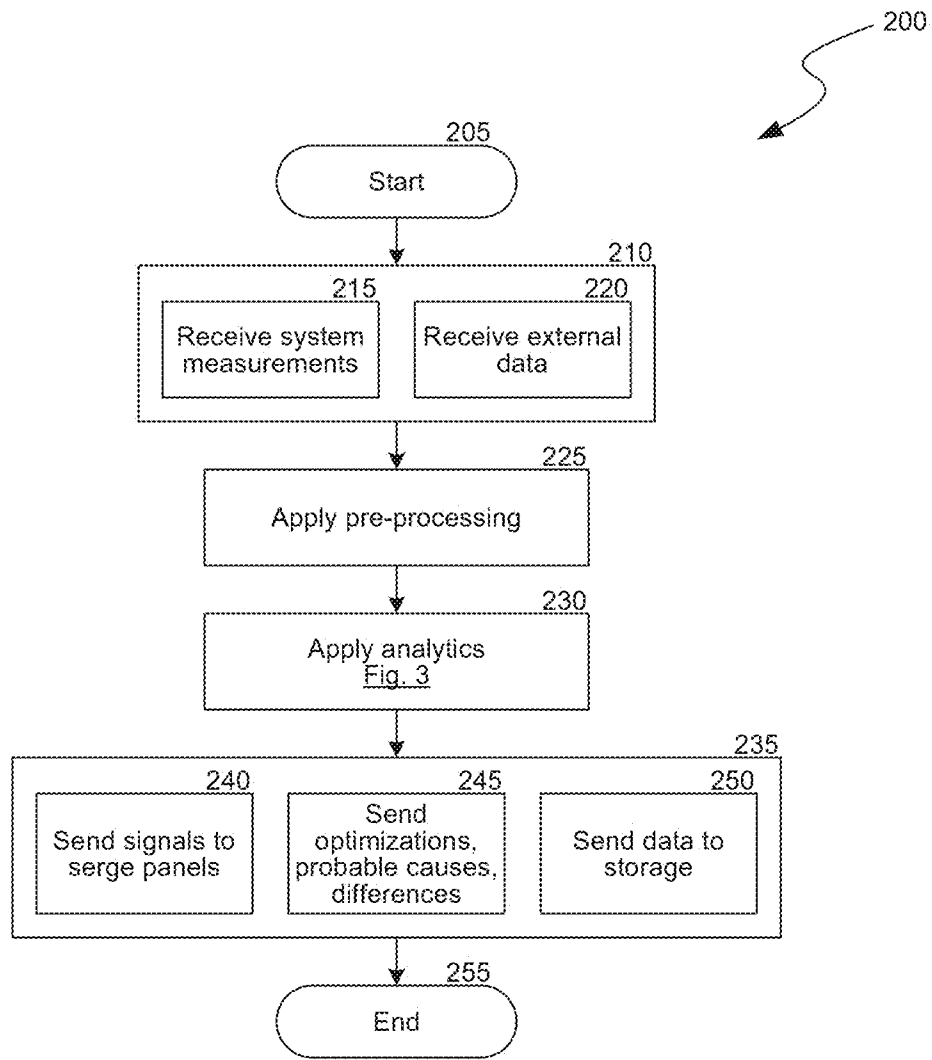 200
205
Start
210
215
220
Receive system
measurements
Receive external
data
225
Apply pre-processing
230
Apply analytics
Fig. 3
235
240
245
250
Send signals to
serge panels
Send
optimizations,
probable causes,
differences
Send data to
storage
255
End